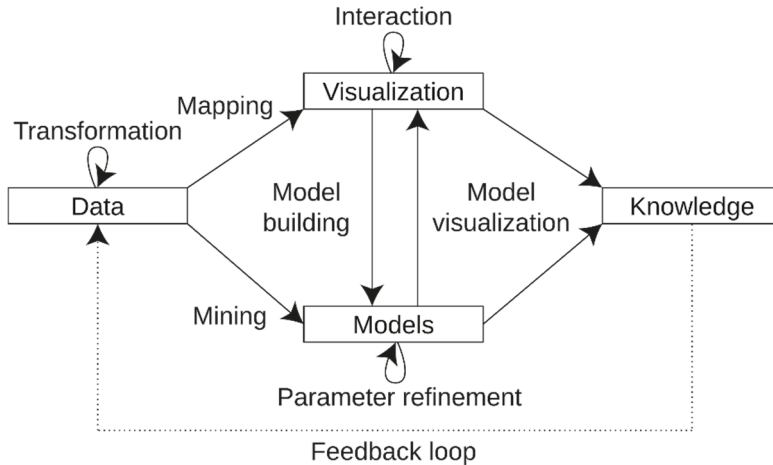 Interaction
Visualization
Mapping
Transformation
Data
Model
building
Model
visualization
Knowledge
Mining
Models
Parameter refinement
Feedback loop